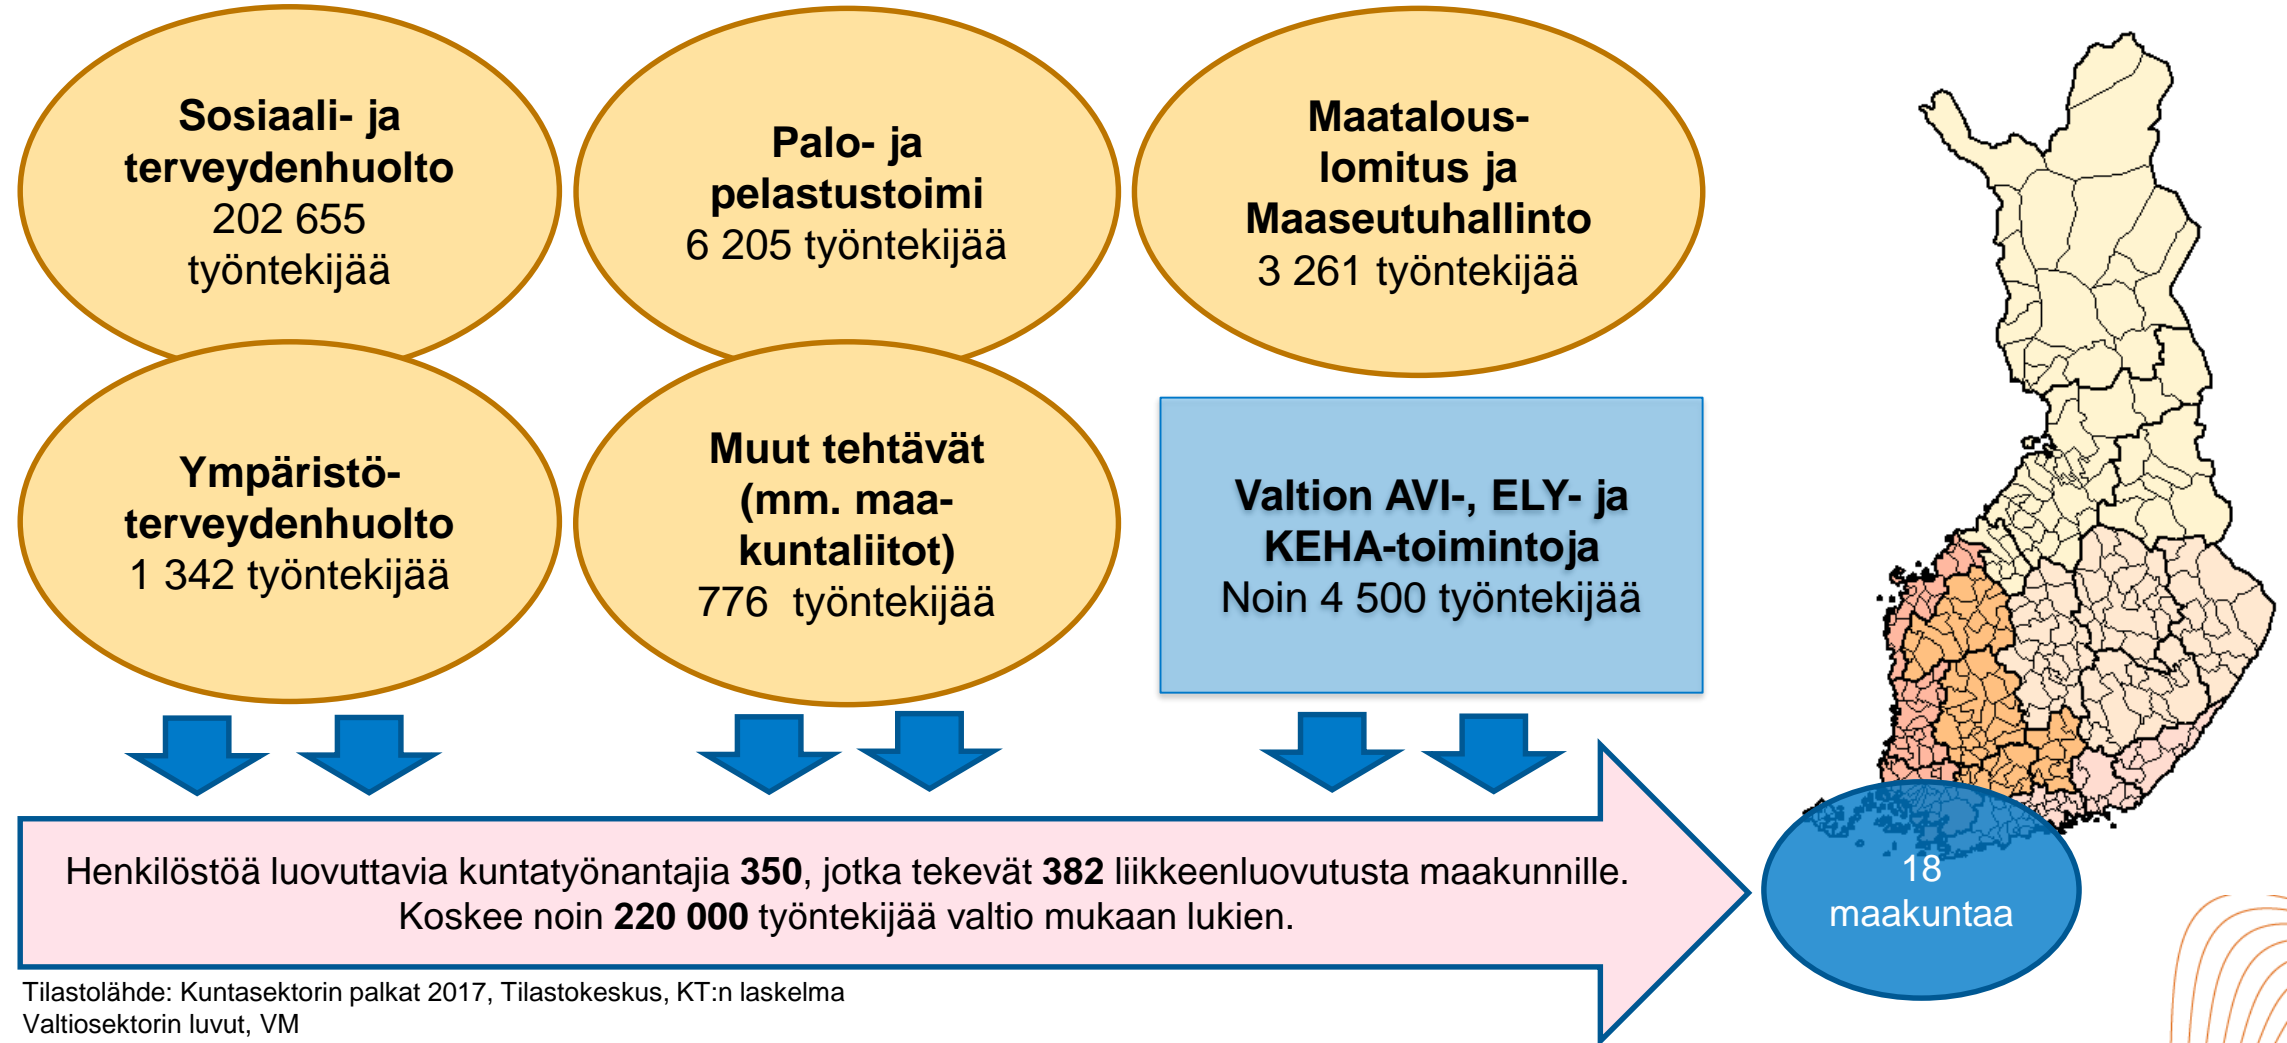 Sosiaali- ja
terveydenhuolto
202 655
työntekijää
Palo- ja
pelastustoimi
6 205 työntekijää
Maatalous-
lomitus ja
Maaseutuhallinto
3 261 työntekijää
Ympäristö-
terveydenhuolto
1 342 työntekijää
Muut tehtävät
(mm. maa-
kuntaliitot)
776 työntekijää
Valtion AVI-, ELY- ja
KEHA-toimintoja
Noin 4 500 työntekijää
Henkilöstöä luovuttavia kuntatyönantajia 350, jotka tekevät 382 liikkeenluovutusta maakunnille.
Koskee noin 220 000 työntekijää valtio mukaan lukien.
18
maakuntaa
Tilastolähde: Kuntasektorin palkat 2017, Tilastokeskus, KT:n laskelma
Valtiosektorin luvut, VM